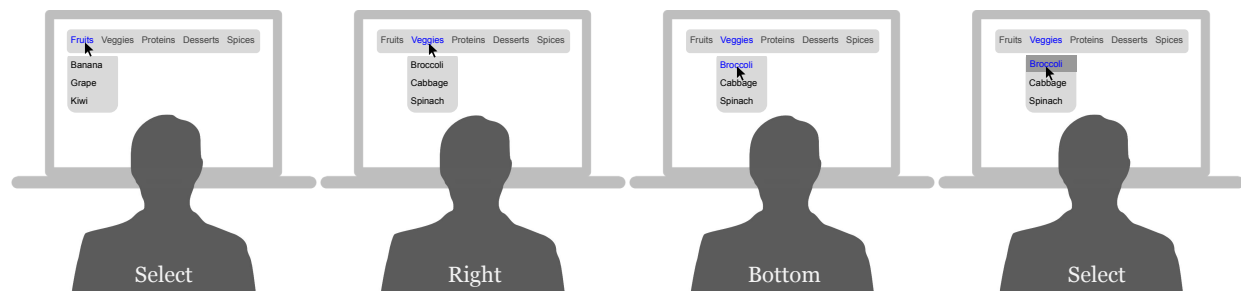 Fruits Veggies Proteins Desserts Spices
Banana
Grape
Kiwi
Select
Fruits Veggies Proteins Desserts Spices
Broccoli
Cabbage
Spinach
Right
Fruits Veggies Proteins Desserts Spices
Broccoli
Cabbage
Spinach
Bottom
Fruits Veggies Proteins Desserts Spices
Broccoli
Cabbage
Spinach
Select